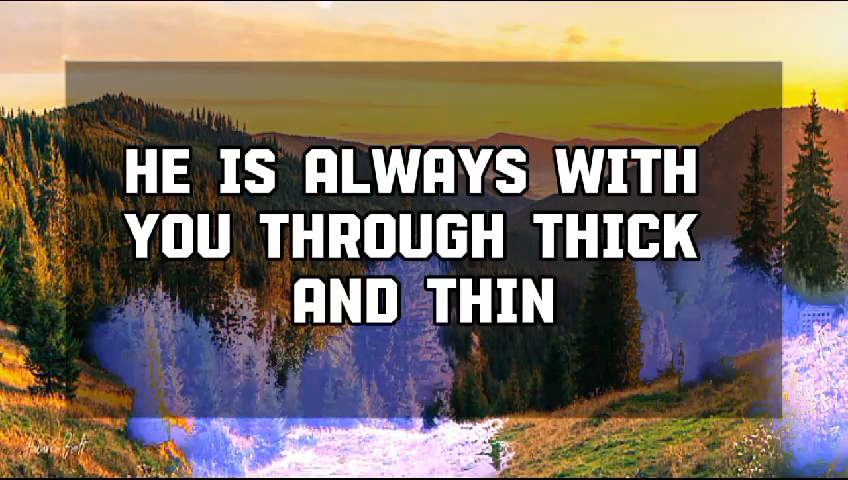 HE IS ALWAYS WITH
YOU THROUGH THICK
AND THIN